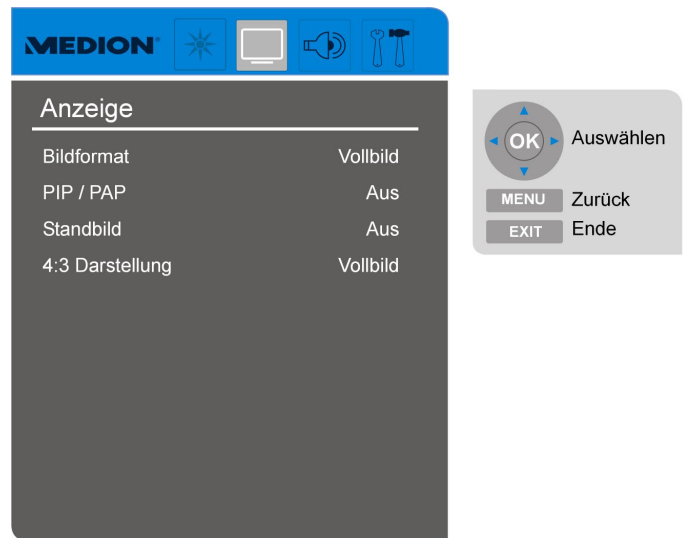 MEDION®
Anzeige
Bildformat Vollbild
PIP / PAP Aus
Standbild Aus
4:3 Darstellung Vollbild
OK Auswählen
MENU Zurück
EXIT Ende